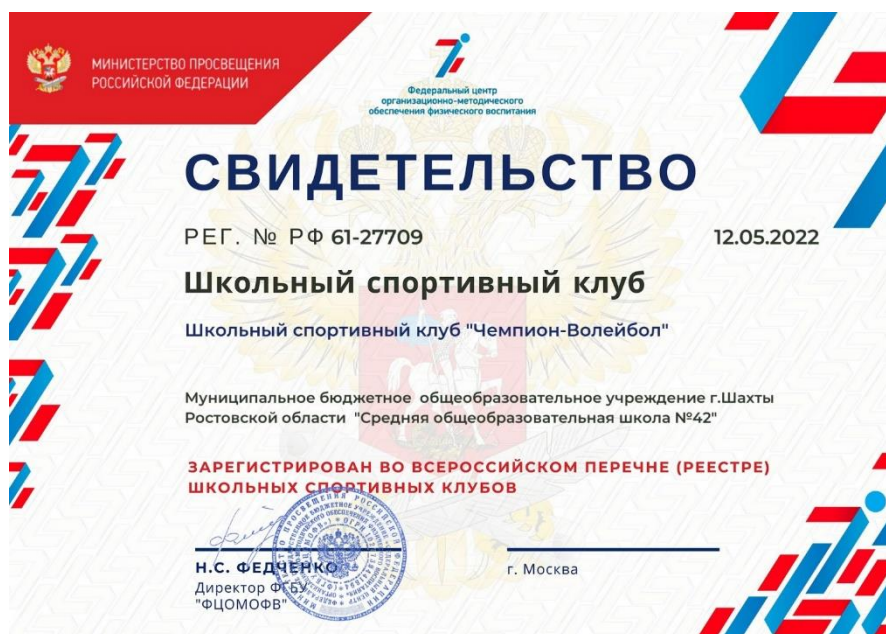 МИНИСТЕРСТВО ПРОСВЕЩЕНИЯ
РОССИЙСКОЙ ФЕДЕРАЦИИ
Федеральный центр
организационно-методического
обеспечения физического воспитания
СВИДЕТЕЛЬСТВО
РЕГ. № РФ 61-27709
12.05.2022
Школьный спортивный клуб
Школьный спортивный клуб "Чемпион-Волейбол"
Муниципальное бюджетное общеобразовательное учреждение г.Шахты
Ростовской области "Средняя общеобразовательная школа №42"
ЗАРЕГИСТРИРОВАН ВО ВСЕРОССИЙСКОМ ПЕРЕЧНЕ (РЕЕСТРЕ)
ШКОЛЬНЫХ СПОРТИВНЫХ КЛУБОВ
Н.С. ФЕДЧЕНКО
Директор ФГБУ
"ФЦОМОФВ"
г. Москва